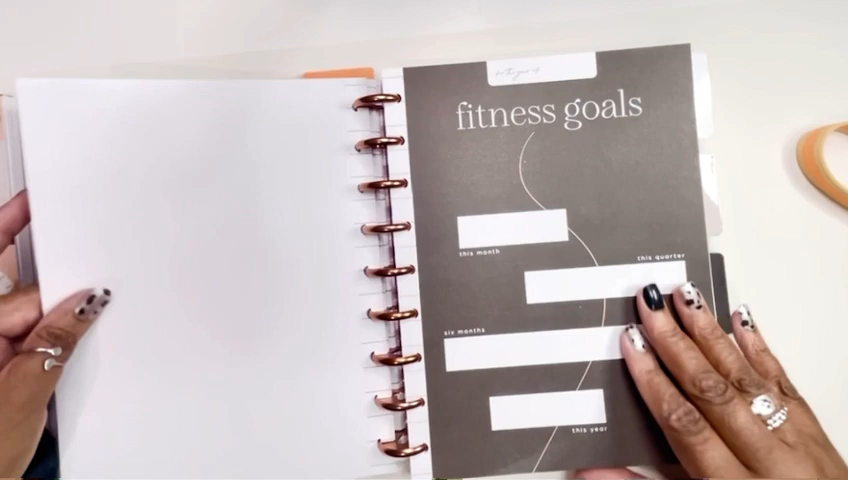 fitness goals
this month
this quarter
six months
this year